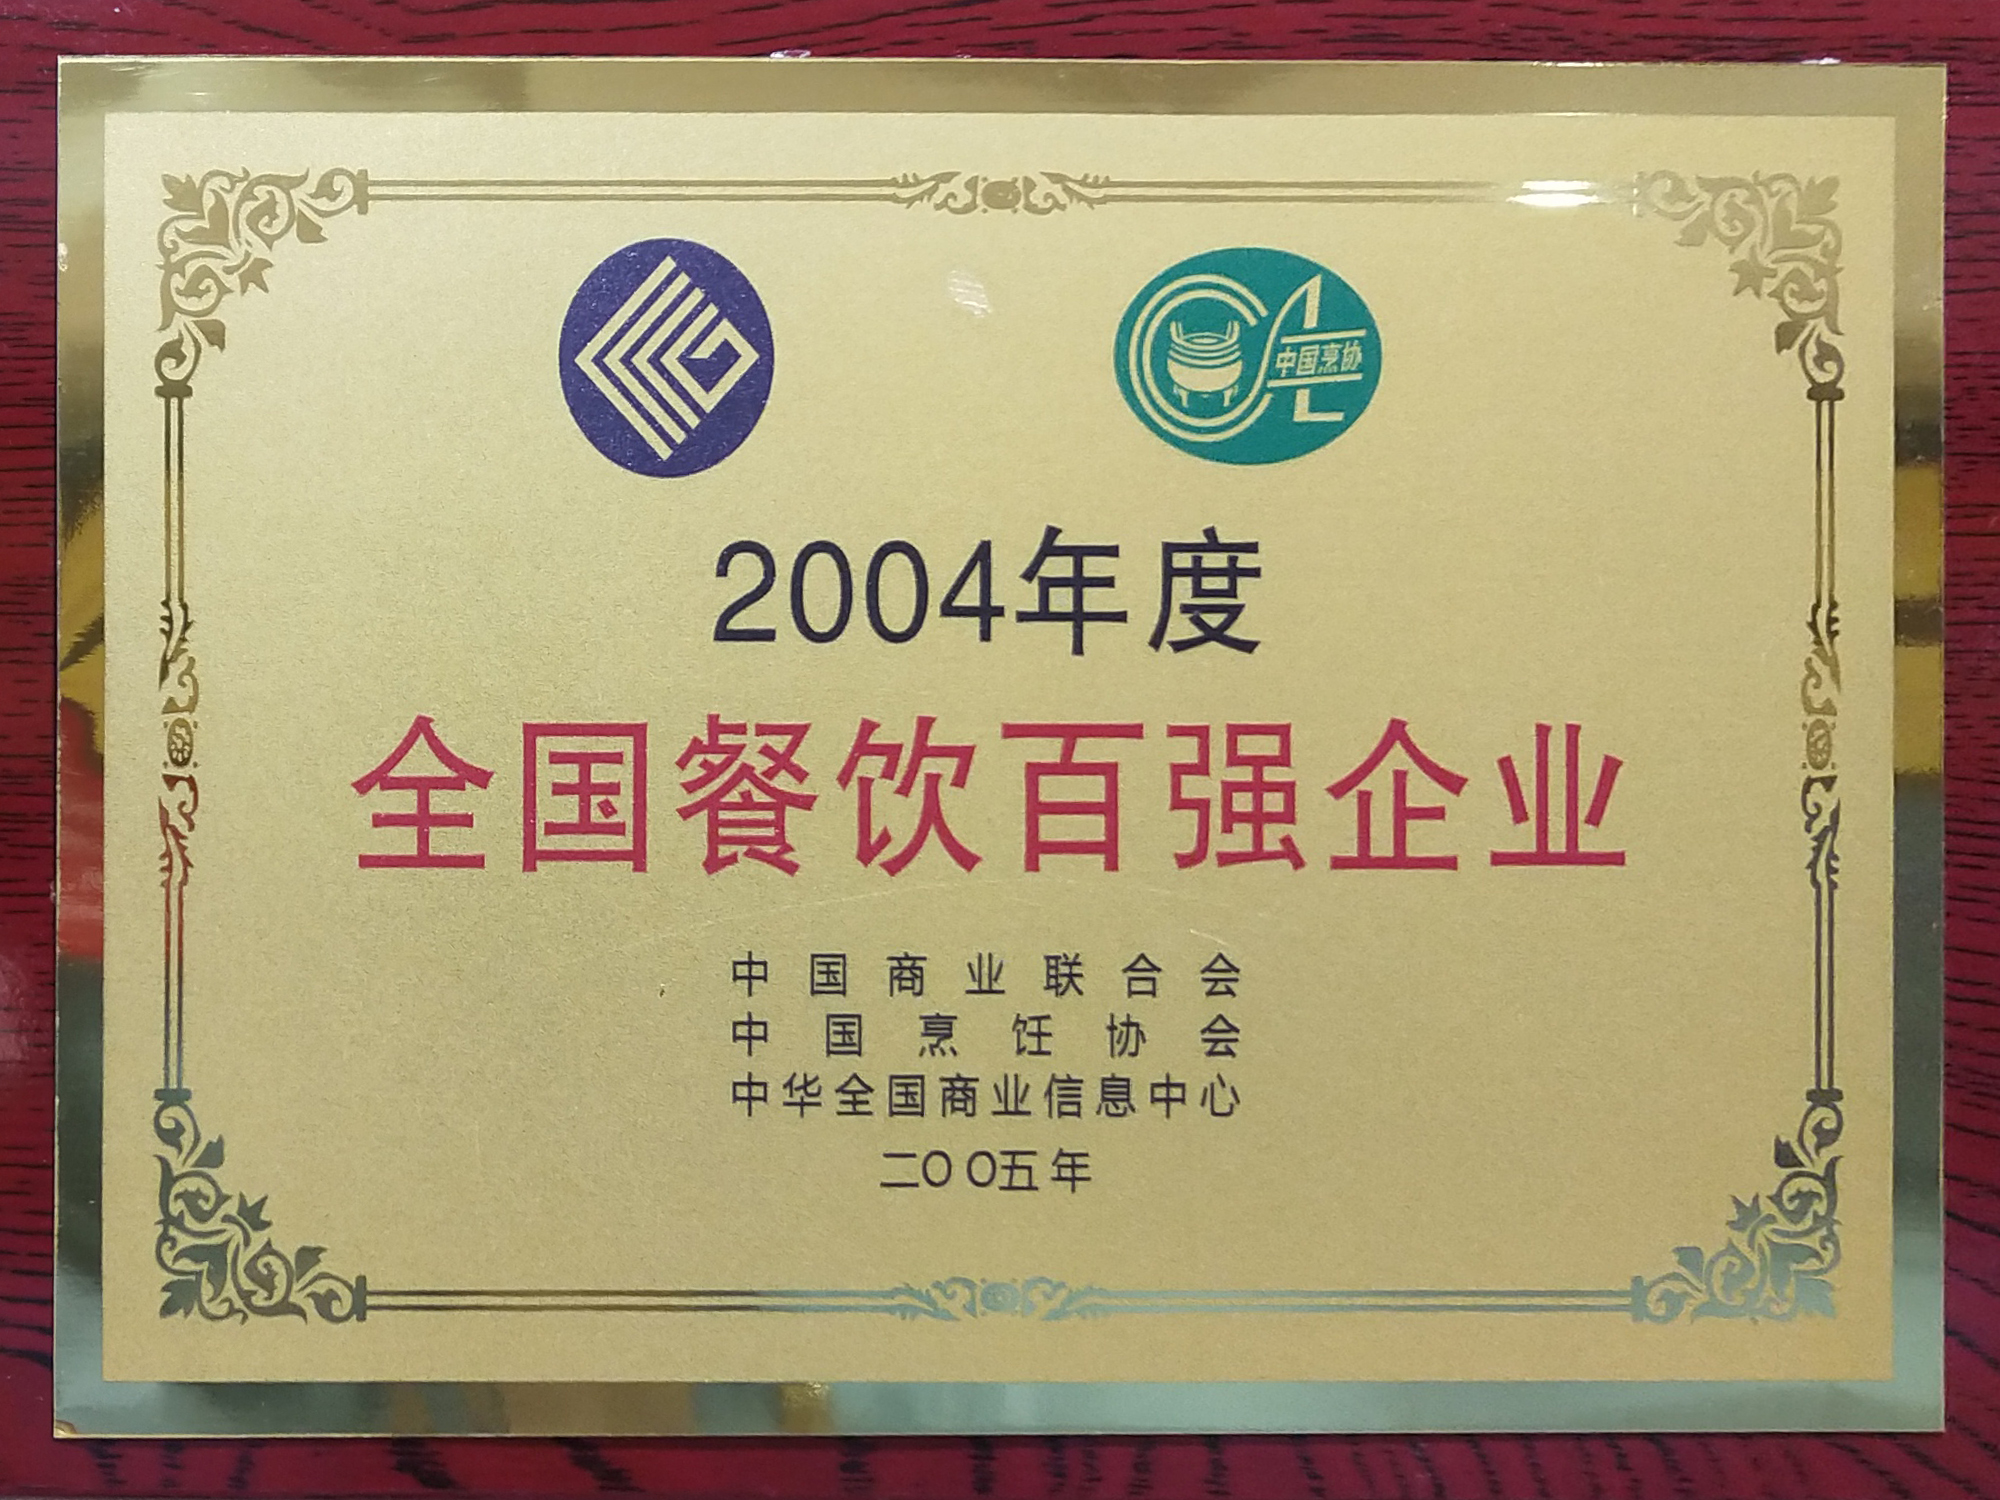 中国烹协
2004年度
全国餐饮百强企业
中国商业联合会
中国烹饪协会
中华全国商业信息中心
二〇〇五年